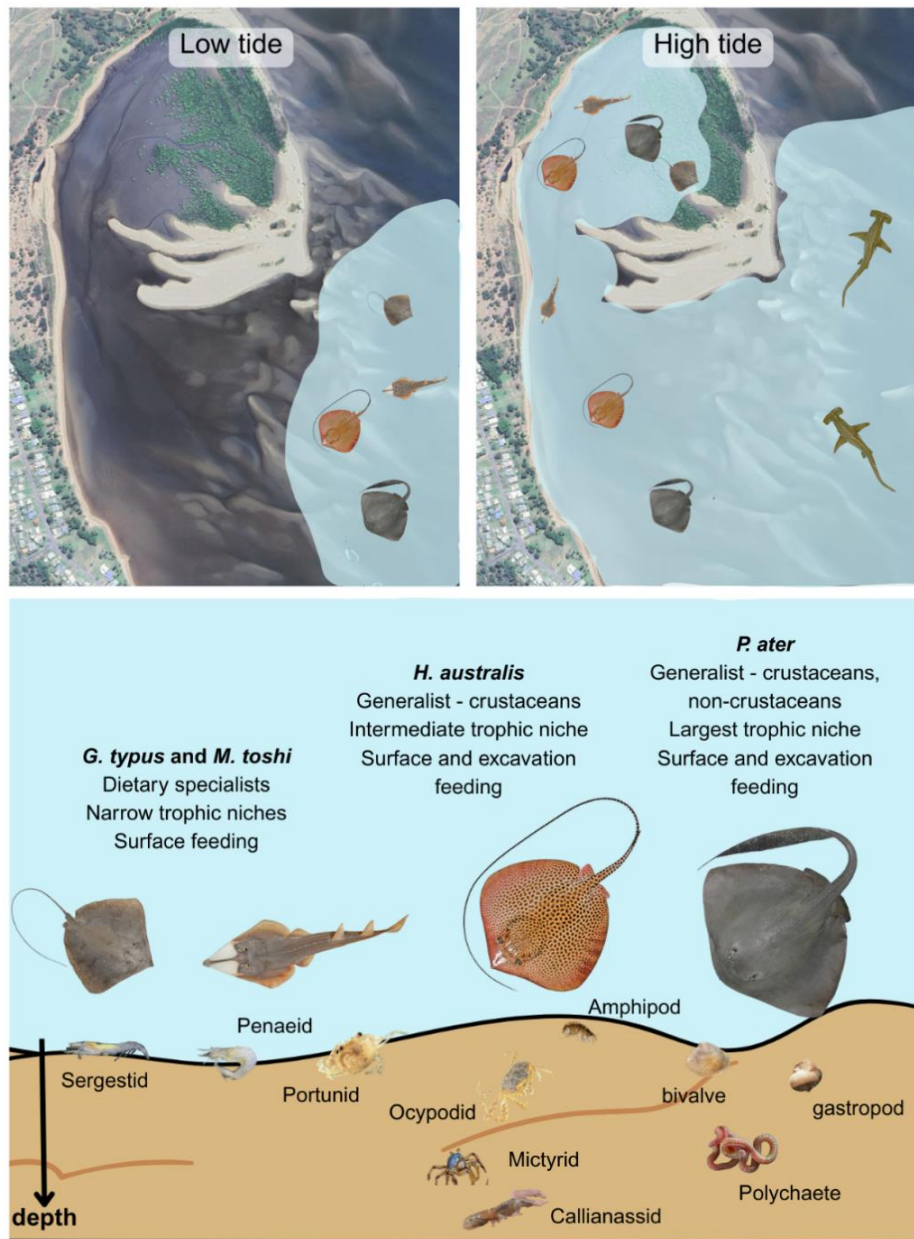 Low tide
High tide
G. typus and M. toshi
Dietary specialists
Narrow trophic niches
Surface feeding
H. australis
Generalist - crustaceans
Intermediate trophic niche
Surface and excavation
feeding
P. ater
Generalist - crustaceans,
non-crustaceans
Largest trophic niche
Surface and excavation
feeding
Sergestid
Penaeid
Portunid
Amphipod
Ocypodid
bivalve
gastropod
Mictyrid
Polychaete
Callianassid
depth